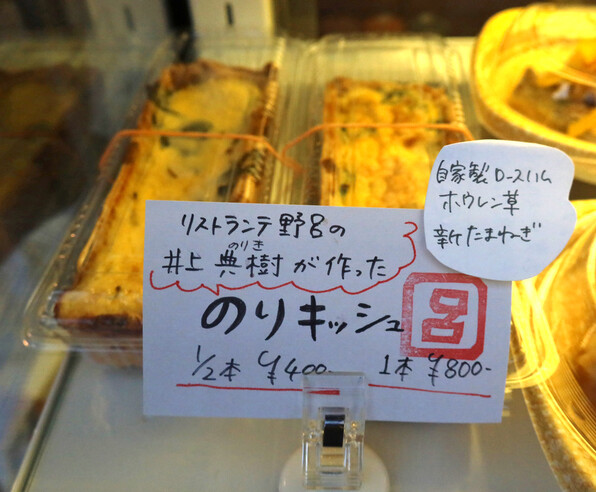 リストランテ野呂の
井上典樹が作った
のりき
のりキッシュ
呂
1/2本 ¥400- 1本 ¥800-
自家製ロースハム
ホウレン草
新たまねぎ